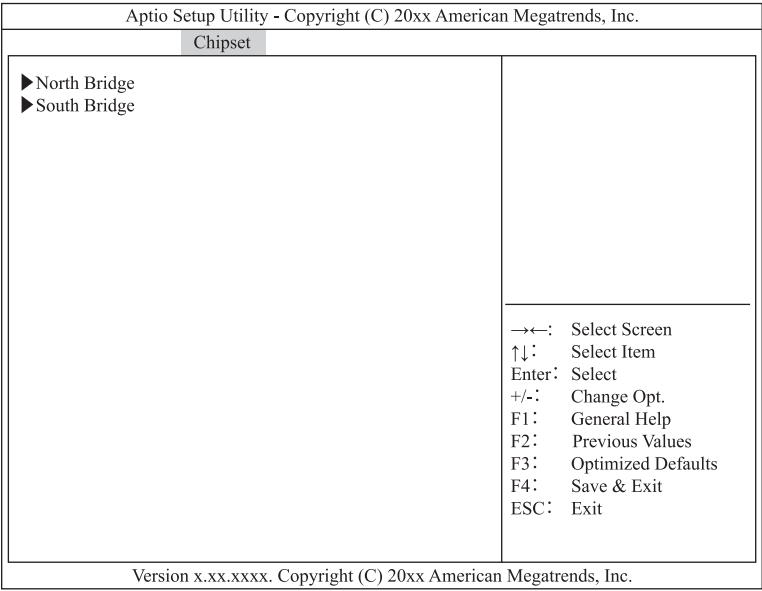 Aptio Setup Utility - Copyright (C) 20xx American Megatrends, Inc.
Chipset
▶North Bridge
▶South Bridge
→←: Select Screen
↑↓: Select Item
Enter: Select
+/-: Change Opt.
F1: General Help
F2: Previous Values
F3: Optimized Defaults
F4: Save & Exit
ESC: Exit
Version x.xx.xxxx. Copyright (C) 20xx American Megatrends, Inc.